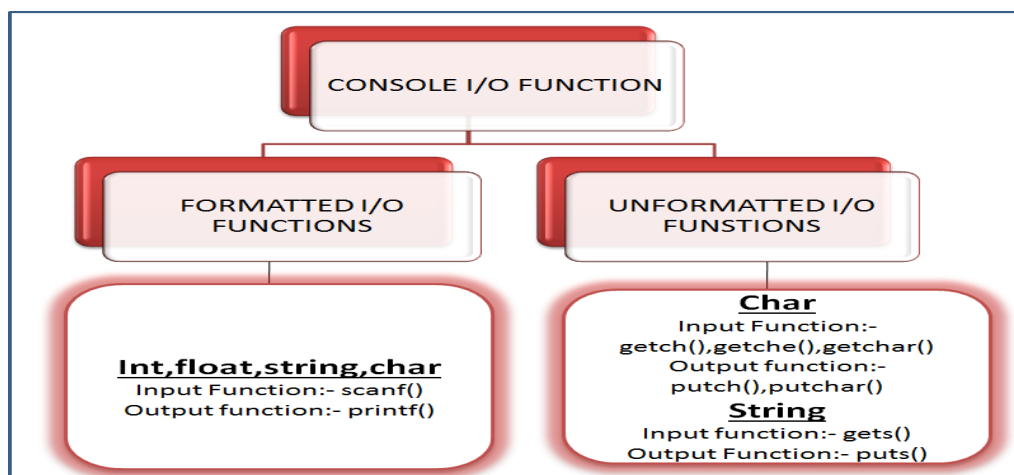 CONSOLE I/O FUNCTION
FORMATTED I/O
FUNCTIONS
UNFORMATTED I/O
FUNSTIONS
Int,float,string,char
Input Function:- scanf()
Output function:- printf()
Char
Input Function:-
getch(),getche(),getchar()
Output function:-
putch(),putchar()
String
Input function:- gets()
Output Function:- puts()